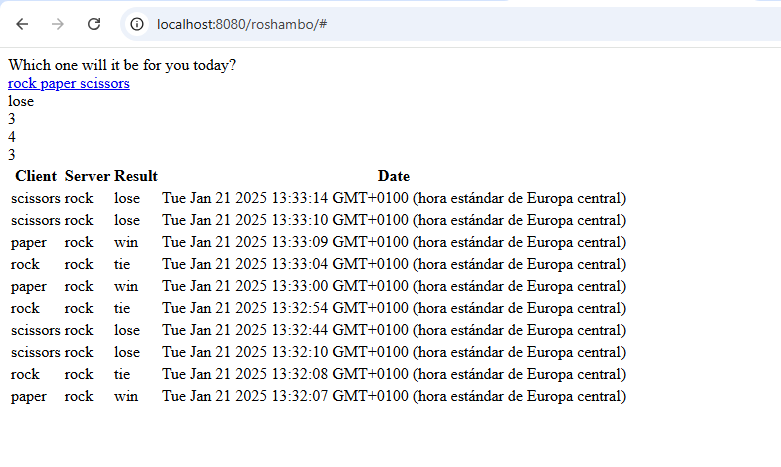 localhost:8080/roshambo/#
Which one will it be for you today?
rock paper scissors
lose
3
4
3
Client Server Result Date
scissors rock lose Tue Jan 21 2025 13:33:14 GMT+0100 (hora estándar de Europa central)
scissors rock lose Tue Jan 21 2025 13:33:10 GMT+0100 (hora estándar de Europa central)
paper rock win Tue Jan 21 2025 13:33:09 GMT+0100 (hora estándar de Europa central)
rock rock tie Tue Jan 21 2025 13:33:04 GMT+0100 (hora estándar de Europa central)
paper rock win Tue Jan 21 2025 13:33:00 GMT+0100 (hora estándar de Europa central)
rock rock tie Tue Jan 21 2025 13:32:54 GMT+0100 (hora estándar de Europa central)
scissors rock lose Tue Jan 21 2025 13:32:44 GMT+0100 (hora estándar de Europa central)
scissors rock lose Tue Jan 21 2025 13:32:10 GMT+0100 (hora estándar de Europa central)
rock rock tie Tue Jan 21 2025 13:32:08 GMT+0100 (hora estándar de Europa central)
paper rock win Tue Jan 21 2025 13:32:07 GMT+0100 (hora estándar de Europa central)